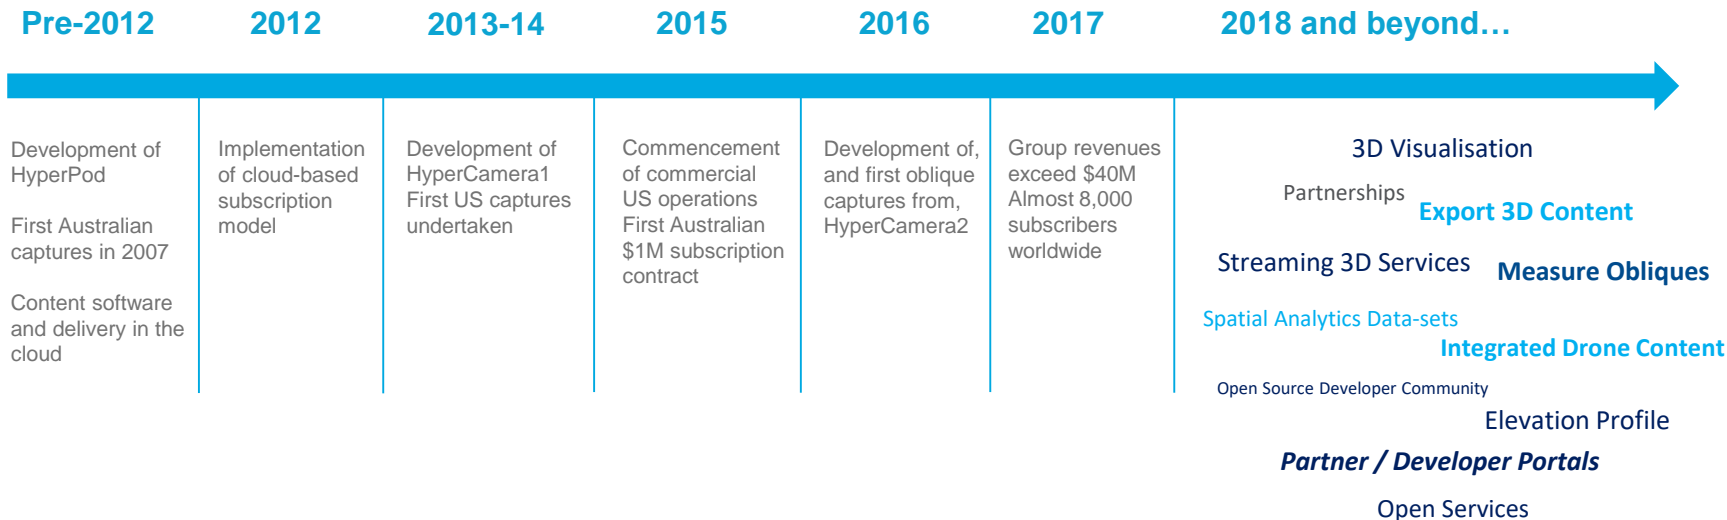 Pre-2012
2012
2013-14
2015
2016
2017
2018 and beyond…
Development of
HyperPod
First Australian
captures in 2007
Content software
and delivery in the
cloud
Implementation
of cloud-based
subscription
model
Development of
HyperCamera1
First US captures
undertaken
Commencement
of commercial
US operations
First Australian
$1M subscription
contract
Development of,
and first oblique
captures from,
HyperCamera2
Group revenues
exceed $40M
Almost 8,000
subscribers
worldwide
3D Visualisation
Partnerships
Export 3D Content
Streaming 3D Services
Measure Obliques
Spatial Analytics Data-sets
Integrated Drone Content
Open Source Developer Community
Elevation Profile
Partner / Developer Portals
Open Services